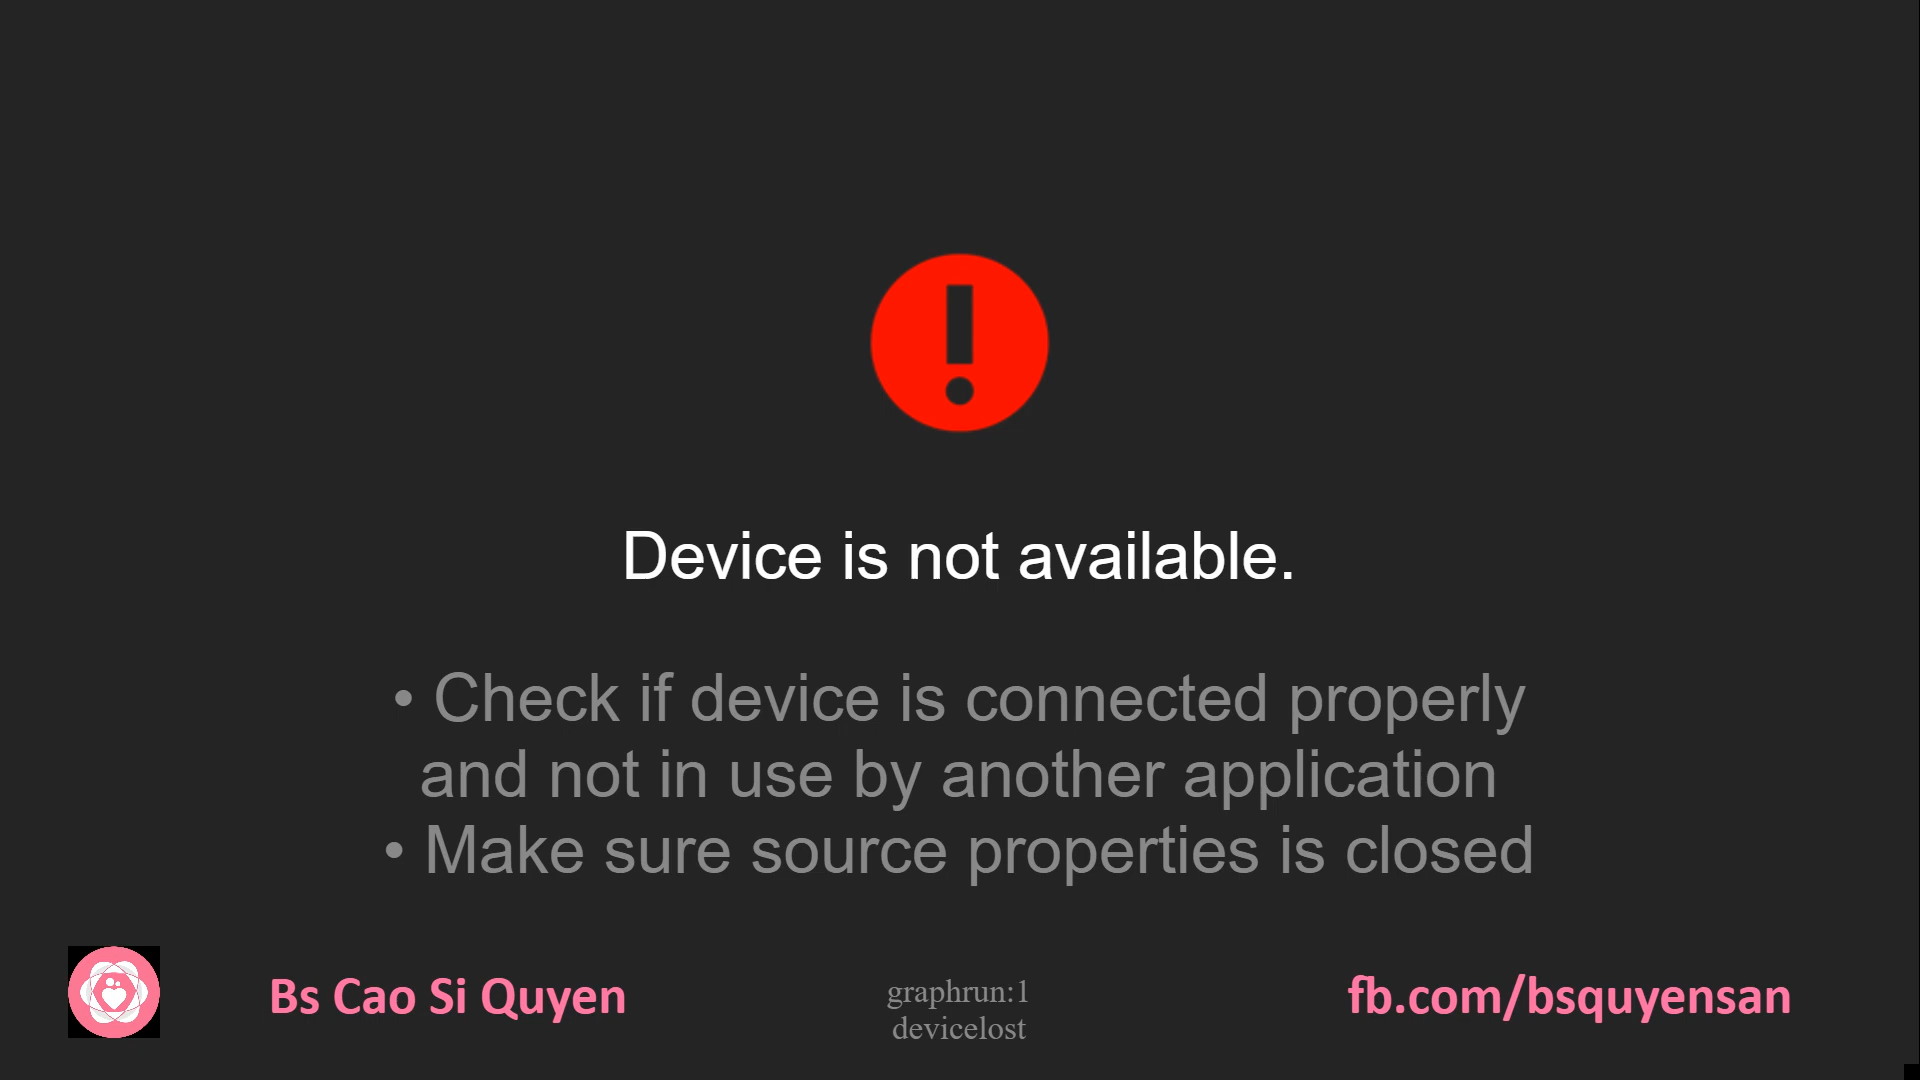 Device is not available.
• Check if device is connected properly
and not in use by another application
• Make sure source properties is closed
Bs Cao Si Quyen
graphrun:1
devicelost
fb.com/bsquyensan